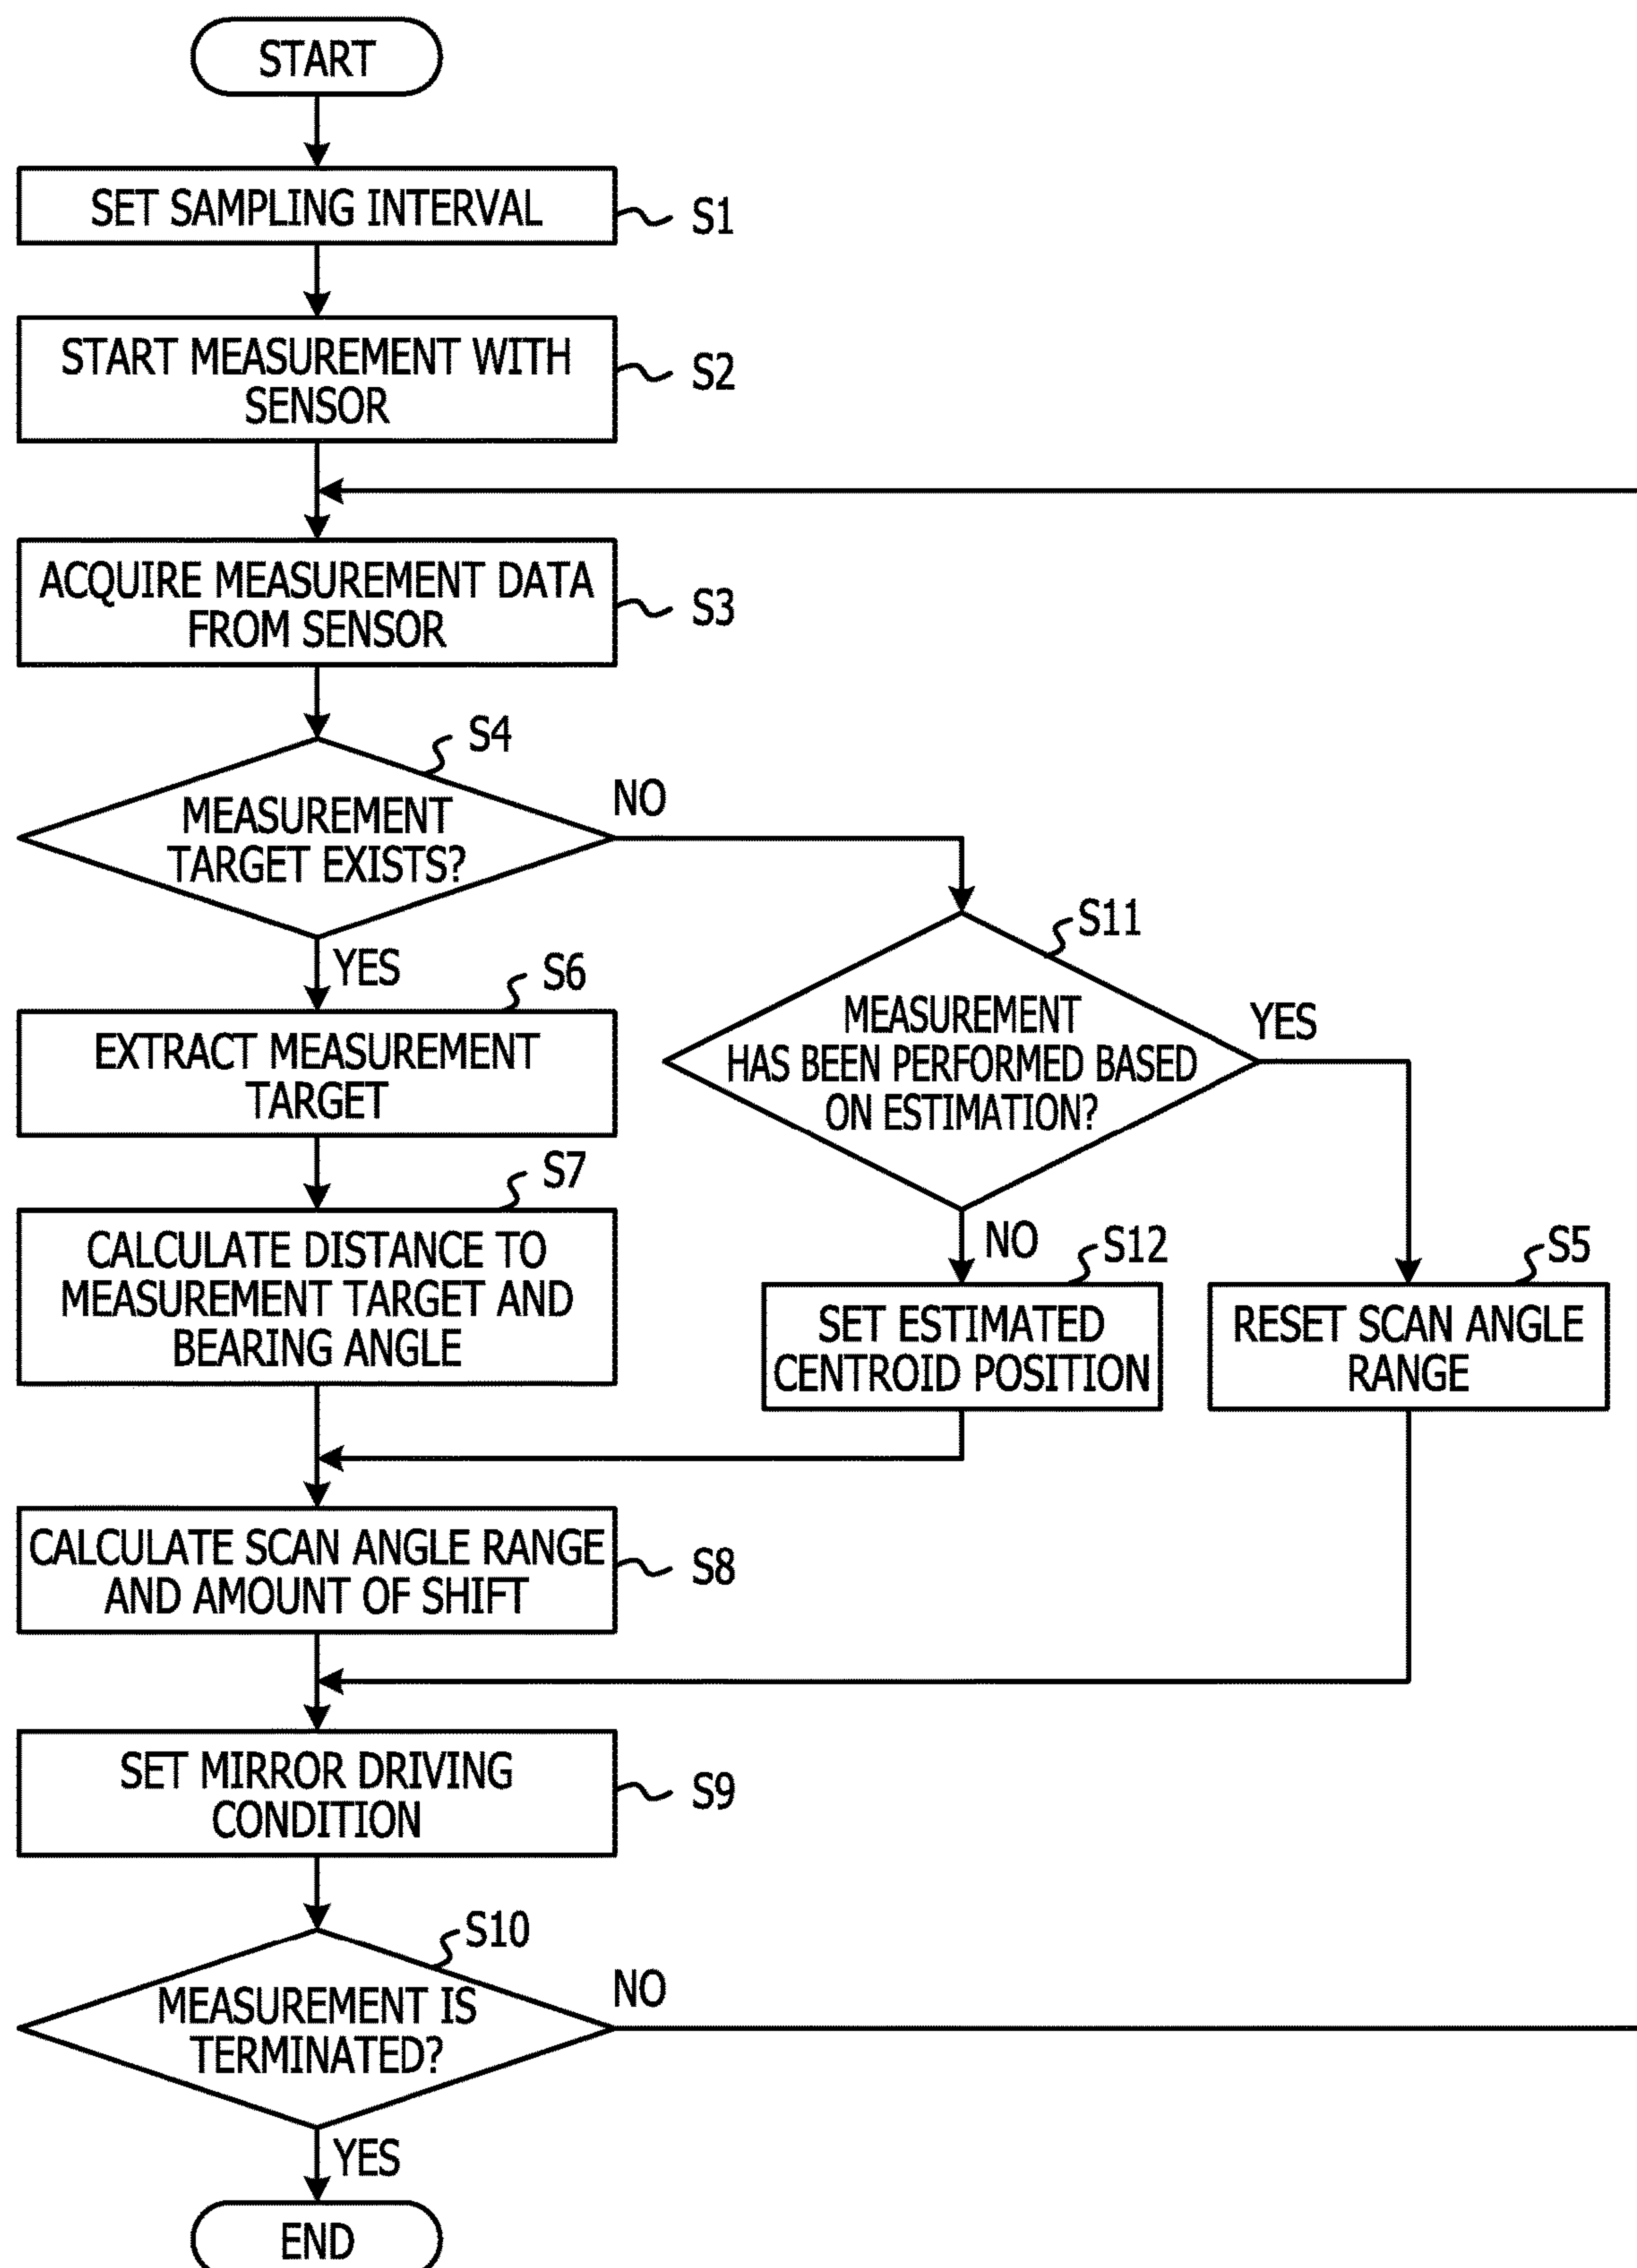 START
SET SAMPLING INTERVAL
S1
START MEASUREMENT WITH
SENSOR
S2
ACQUIRE MEASUREMENT DATA
FROM SENSOR
S3
S4
MEASUREMENT
TARGET EXISTS?
NO
YES
S11
MEASUREMENT
HAS BEEN PERFORMED BASED
ON ESTIMATION?
YES
NO
S6
EXTRACT MEASUREMENT
TARGET
S7
CALCULATE DISTANCE TO
MEASUREMENT TARGET AND
BEARING ANGLE
S12
SET ESTIMATED
CENTROID POSITION
S5
RESET SCAN ANGLE
RANGE
CALCULATE SCAN ANGLE RANGE
AND AMOUNT OF SHIFT
S8
SET MIRROR DRIVING
CONDITION
S9
S10
MEASUREMENT IS
TERMINATED?
NO
YES
END